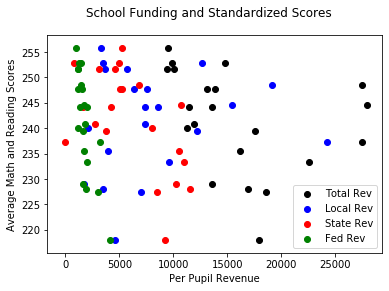 School Funding and Standardized Scores
Average Math and Reading Scores
255
250
245
240
235
230
225
220
0
5000
10000
15000
20000
25000
Per Pupil Revenue
Total Rev
Local Rev
State Rev
Fed Rev